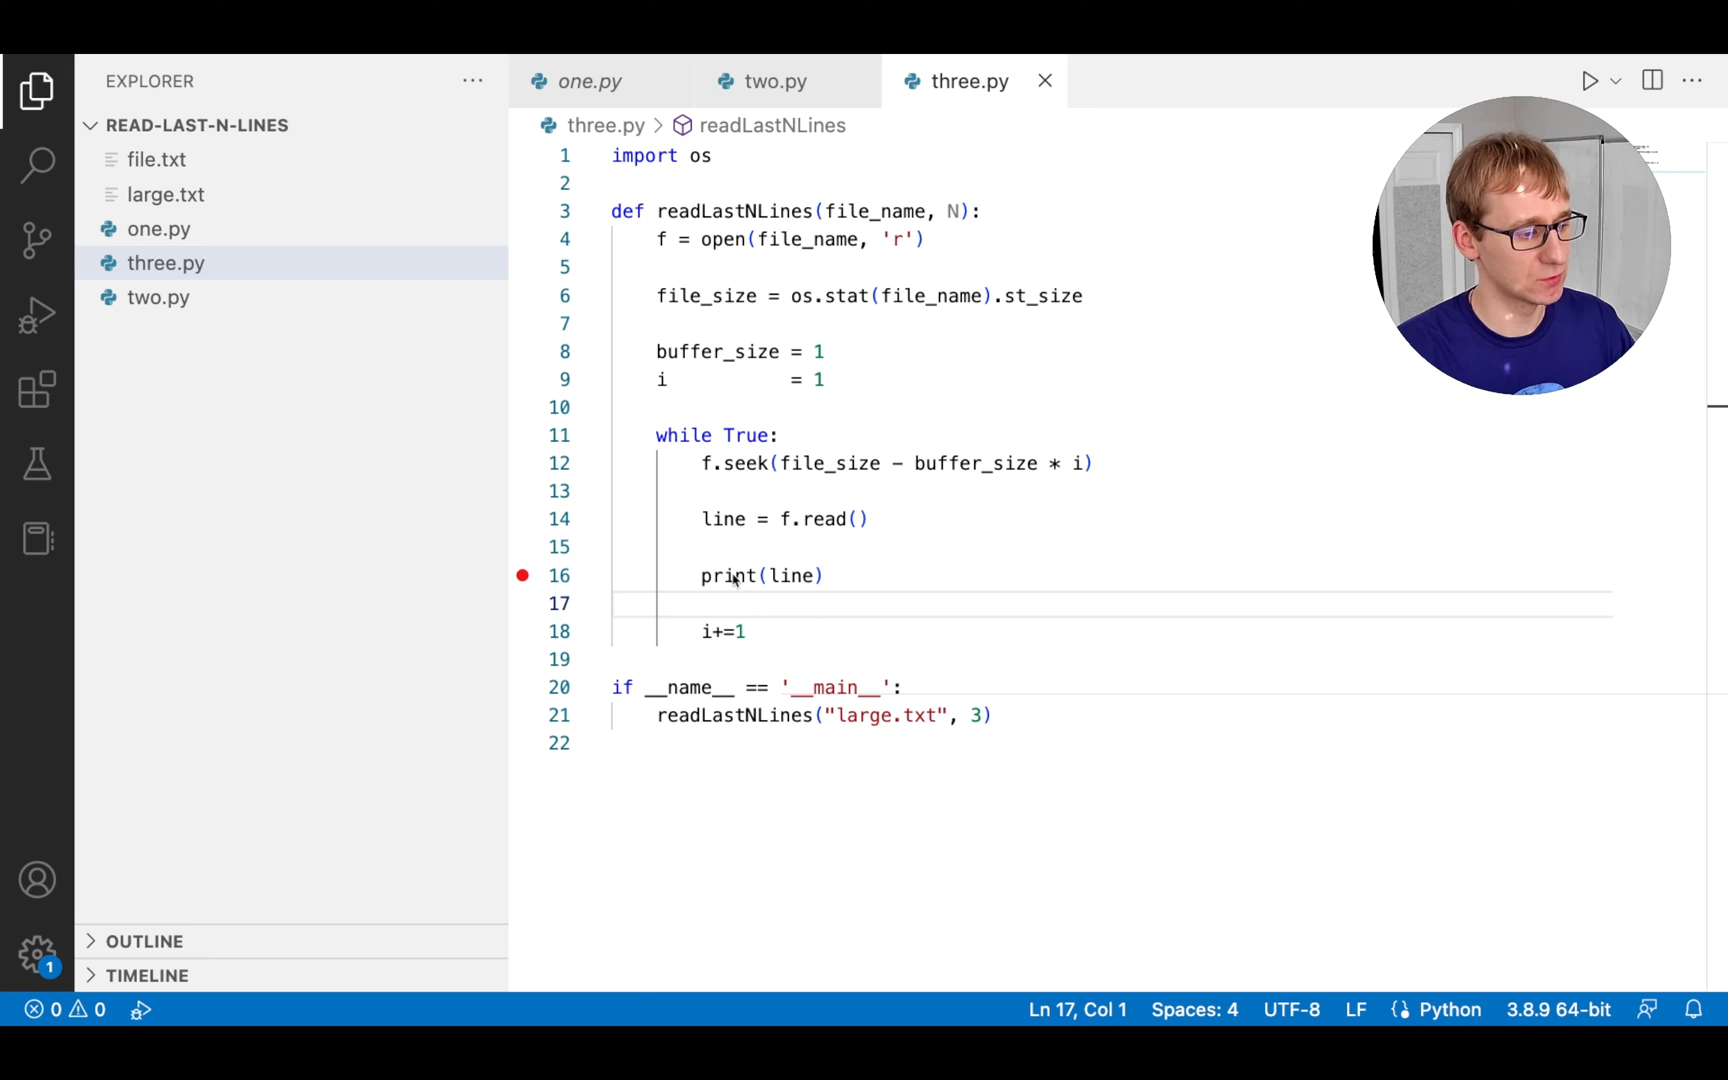 EXPLORER
READ-LAST-N-LINES
file.txt
large.txt
one.py
three.py
two.py
OUTLINE
TIMELINE
one.py two.py three.py
three.py > readLastNLines
1 import os
2
3 def readLastNLines(file_name, N):
4 f = open(file_name, 'r')
5
6 file_size = os.stat(file_name).st_size
7
8 buffer_size = 1
9 i = 1
10
11 while True:
12 f.seek(file_size - buffer_size * i)
13
14 line = f.read()
15
16 print(line)
17
18 i+=1
19
20 if __name__ == '__main__':
21 readLastNLines("large.txt", 3)
22
1
0 0 Ln 17, Col 1 Spaces: 4 UTF-8 LF Python 3.8.9 64-bit